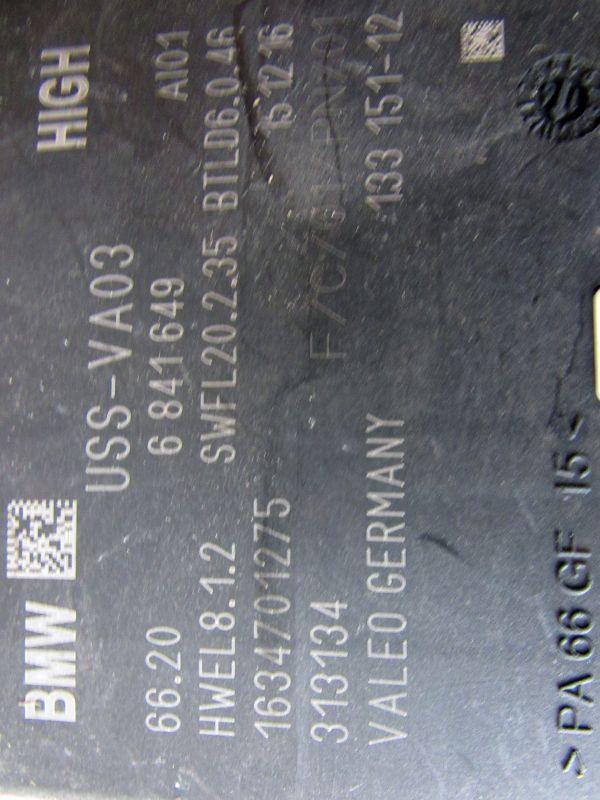 BMW HIGH
USS-VA03
66.20 6 841 649 AI01
HWEL8.1.2 SWFL20.2.35 BTLD6.0.46
1634701275 15.12.16
313134
VALEO GERMANY 133 151-12
>PA 66 GF 15<